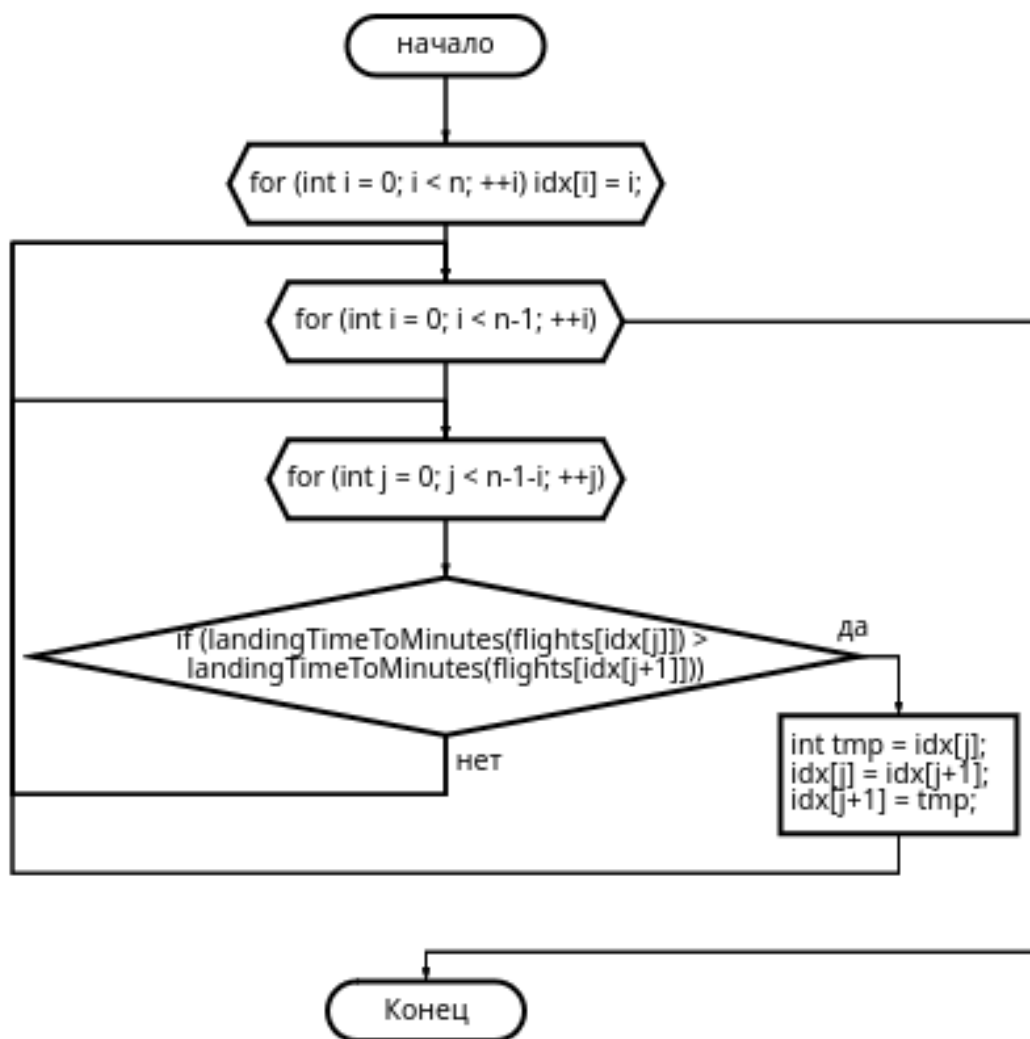 начало
for (int i = 0; i < n; ++i) idx[i] = i;
for (int i = 0; i < n-1; ++i)
for (int j = 0; j < n-1-i; ++j)
if (landingTimeToMinutes(flights[idx[j]]) >
landingTimeToMinutes(flights[idx[j+1]]))
да
нет
int tmp = idx[j];
idx[j] = idx[j+1];
idx[j+1] = tmp;
Конец